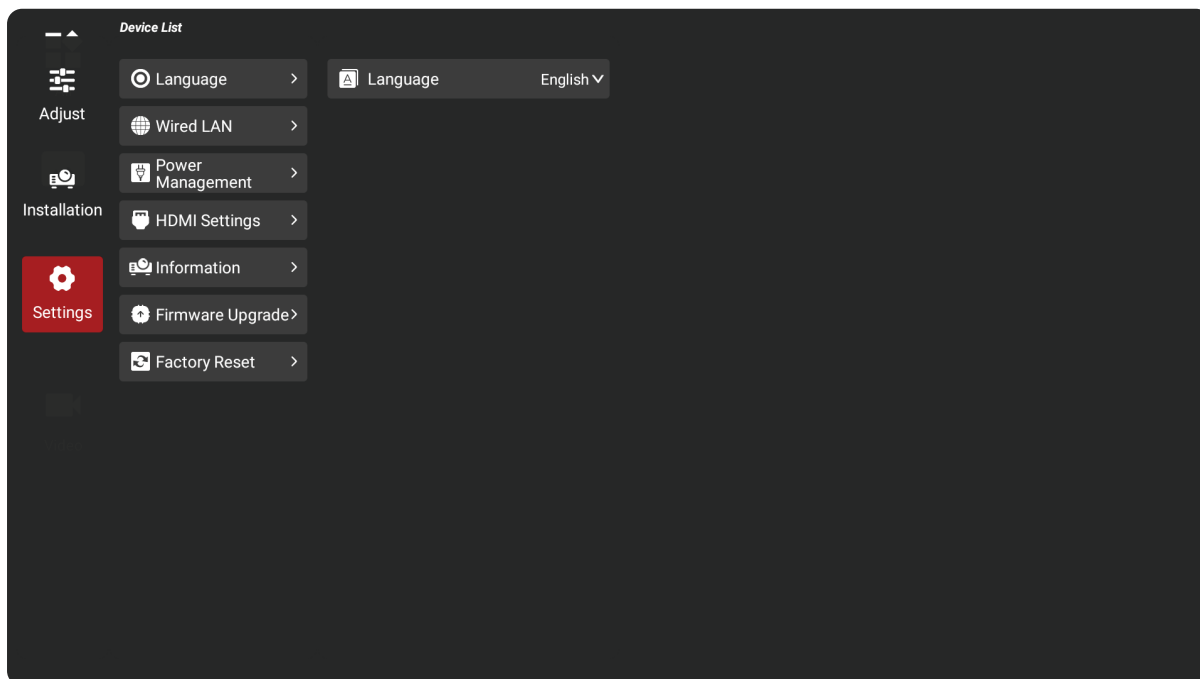 Device List
Adjust
Installation
Settings
Language
Wired LAN
Power
Management
HDMI Settings
Information
Firmware Upgrade
Factory Reset
A Language English